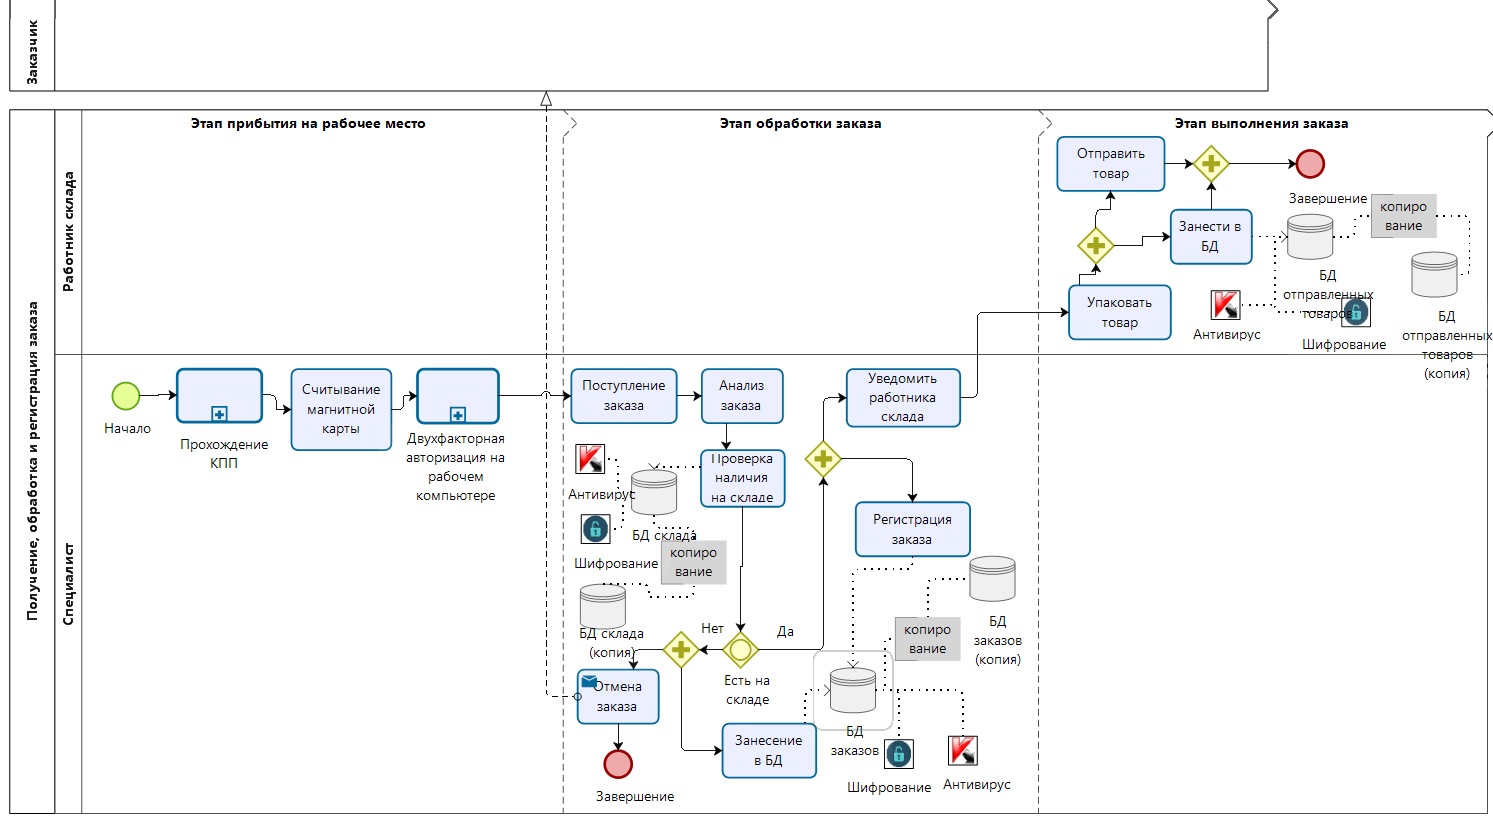 Заказчик
Получение, обработка и регистрация заказа
Этап прибытия на рабочее место
Этап обработки заказа
Этап выполнения заказа
Работник склада
Отправить
товар
Завершение
копиро
вание
Занести в
БД
БД
отправленных
товаров
Упаковать
товар
Антивирус
Шифрование
БД
отправленных
товаров
(копия)
Специалист
Начало
Прохождение
КПП
Считывание
магнитной
карты
Двухфакторная
авторизация на
рабочем
компьютере
Поступление
заказа
Анализ
заказа
Уведомить
работника
склада
Проверка
наличия
на складе
Антивирус
БД склада
Шифрование
копиро
вание
БД склада
(копия)
Регистрация
заказа
БД
заказов
(копия)
копиро
вание
Нет
Да
Есть на
складе
Отмена
заказа
Завершение
Занесение
в БД
БД
заказов
Шифрование
Антивирус